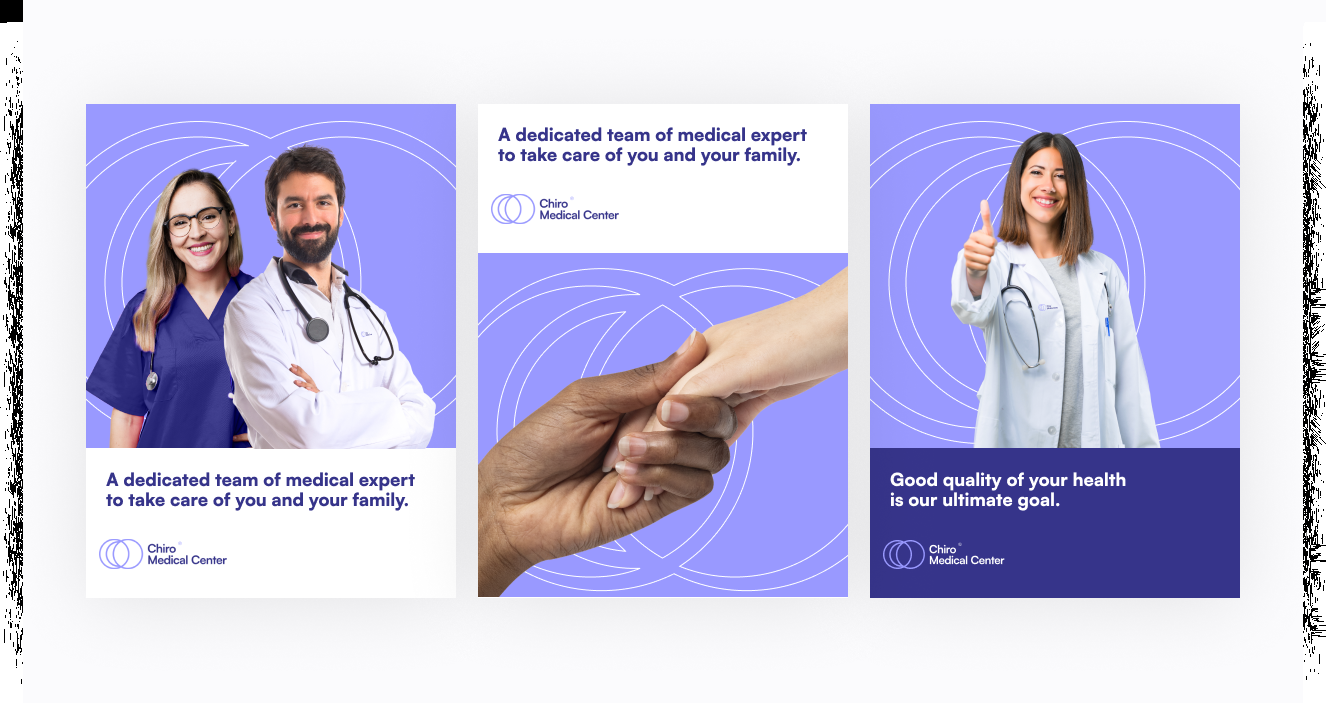 A dedicated team of medical expert
to take care of you and your family.
Chiro
Medical Center
A dedicated team of medical expert
to take care of you and your family.
Chiro
Medical Center
Good quality of your health
is our ultimate goal.
Chiro
Medical Center